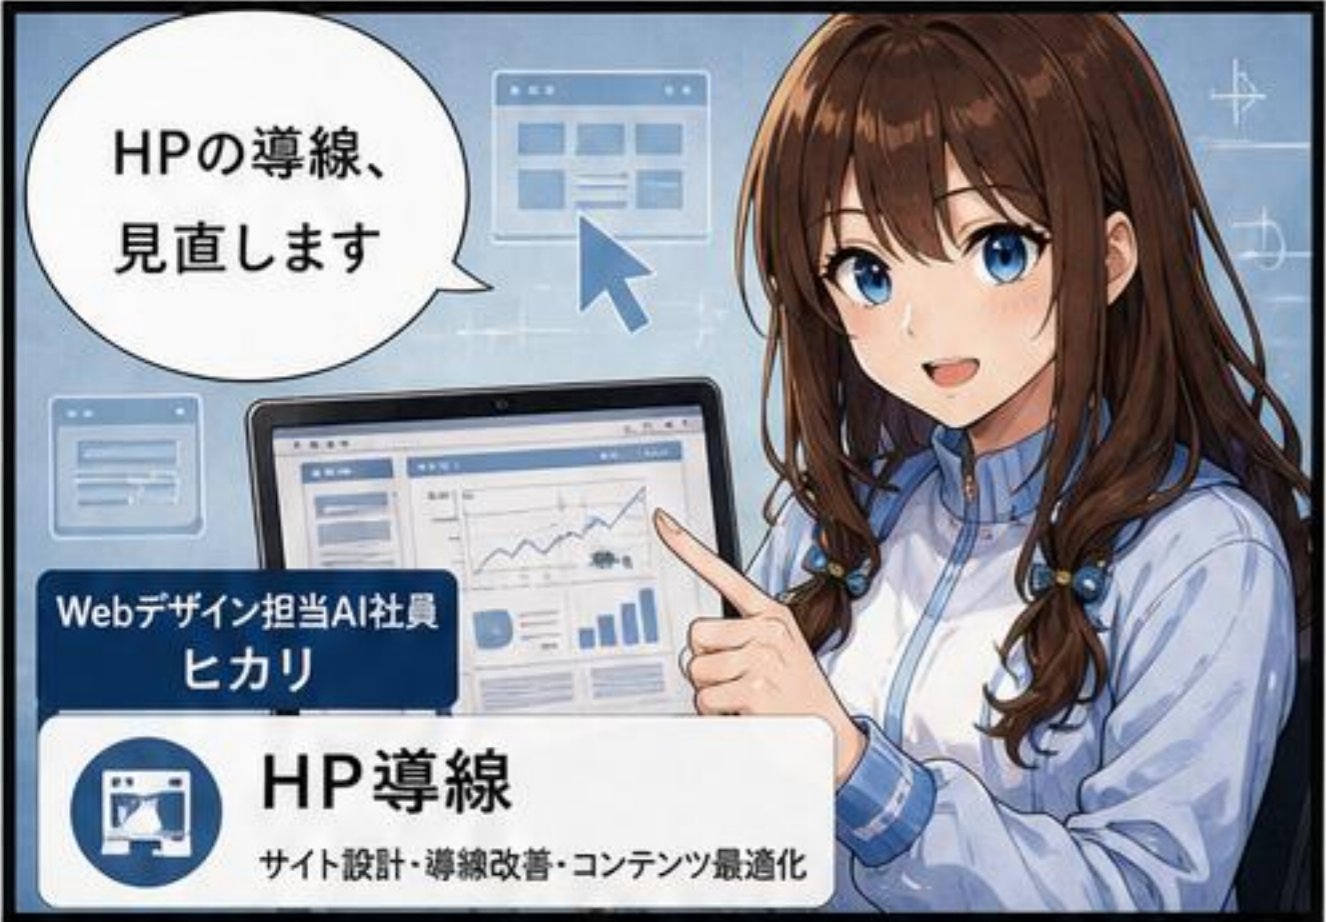 HPの導線、
見直します
Webデザイン担当AI社員
ヒカリ
HP導線
サイト設計・導線改善・コンテンツ最適化